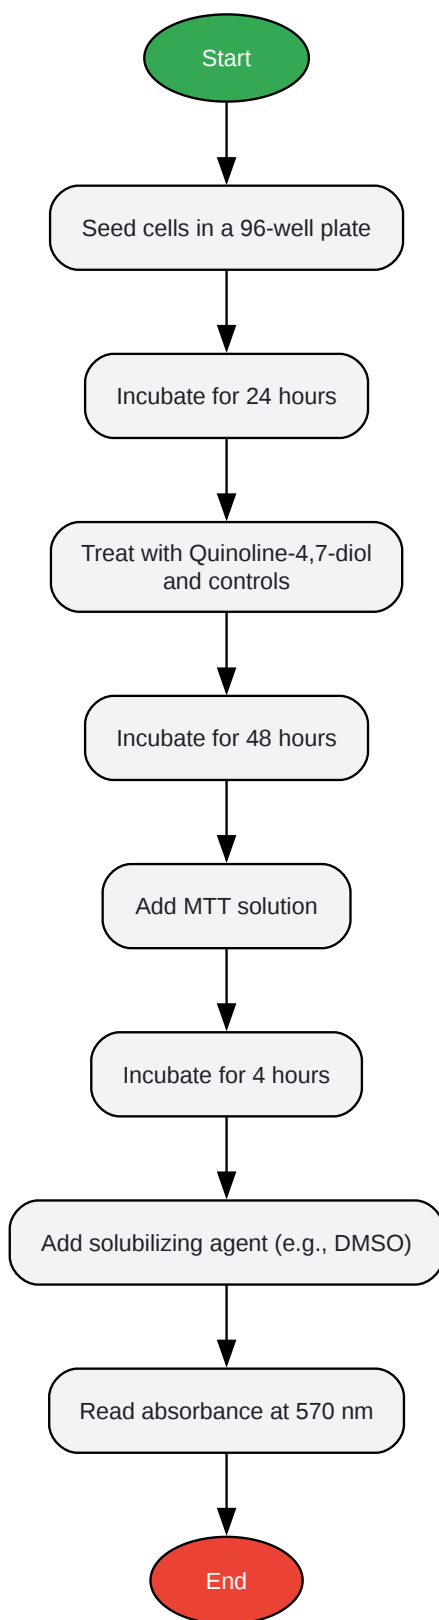 Start
Seed cells in a 96-well plate
Incubate for 24 hours
Treat with Quinoline-4,7-diol
and controls
Incubate for 48 hours
Add MTT solution
Incubate for 4 hours
Add solubilizing agent (e.g., DMSO)
Read absorbance at 570 nm
End